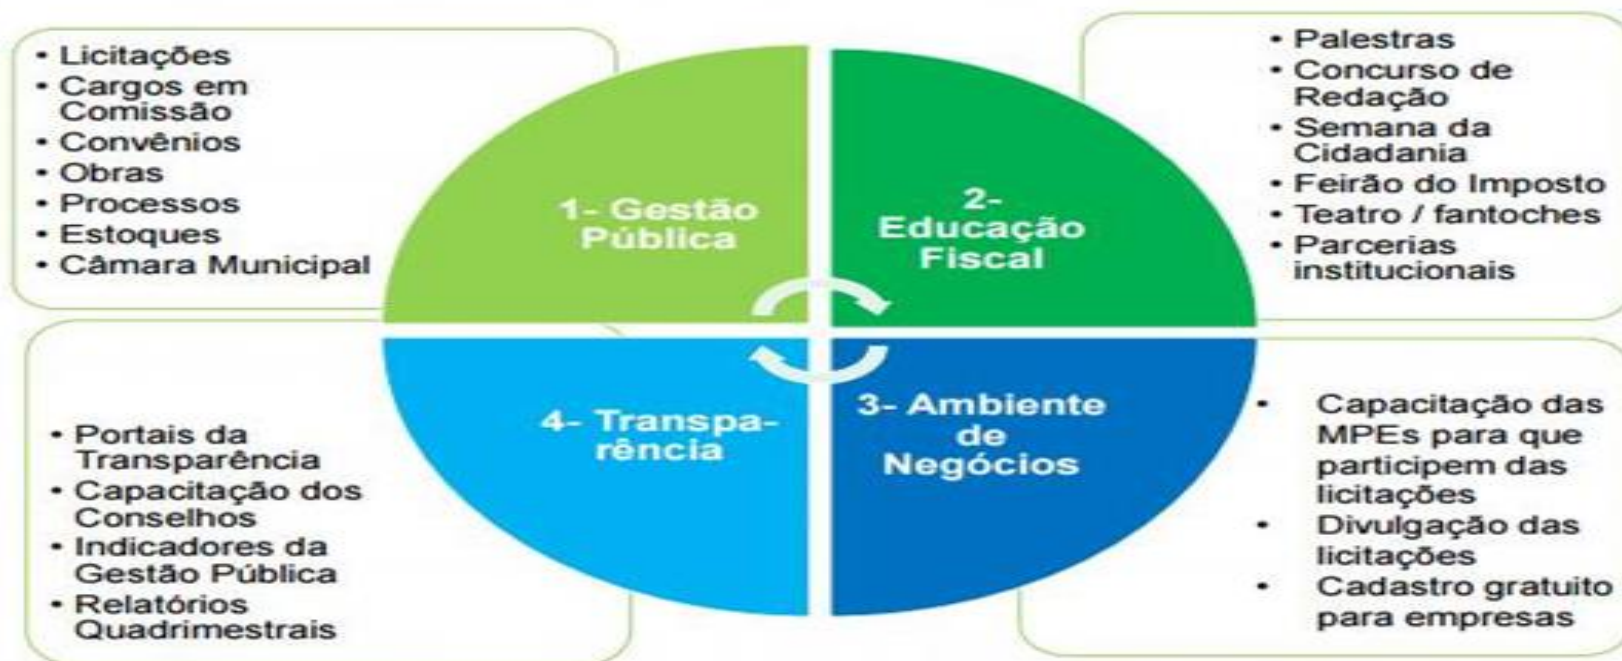 • Licitações
• Cargos em
Comissão
• Convênios
• Obras
• Processos
• Estoques
• Câmara Municipal
1- Gestão
Pública
2-
Educação
Fiscal
• Palestras
• Concurso de
Redação
• Semana da
Cidadania
• Feirão do Imposto
• Teatro / fantoches
• Parcerias
institucionais
• Portais da
Transparência
• Capacitação dos
Conselhos
• Indicadores da
Gestão Pública
• Relatórios
Quadrimestrais
4- Transpa-
rência
3- Ambiente
de
Negócios
• Capacitação das
MPEs para que
participem das
licitações
• Divulgação das
licitações
• Cadastro gratuito
para empresas